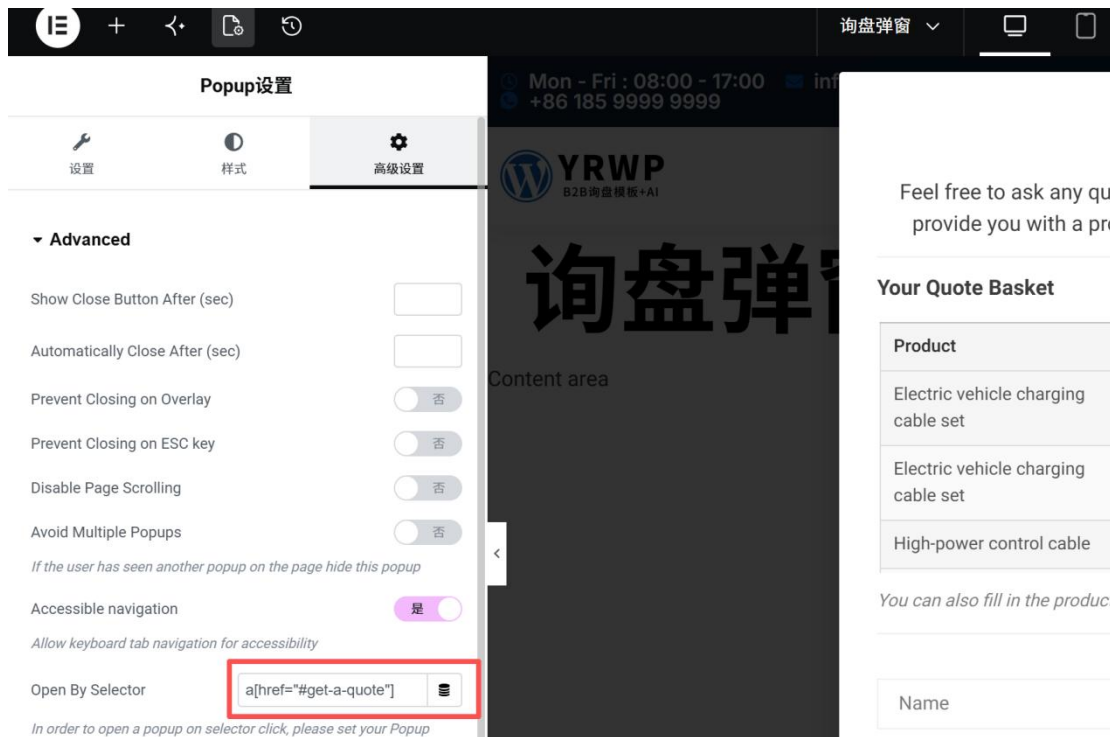 询盘弹窗
Popup设置
设置
样式
高级设置
Advanced
Show Close Button After (sec)
Automatically Close After (sec)
Prevent Closing on Overlay
否
Prevent Closing on ESC key
否
Disable Page Scrolling
否
Avoid Multiple Popups
否
If the user has seen another popup on the page hide this popup
Accessible navigation
是
Allow keyboard tab navigation for accessibility
Open By Selector
a[href="#get-a-quote"]
In order to open a popup on selector click, please set your Popup
Mon - Fri : 08:00 - 17:00
+86 185 9999 9999
YRWP
B2B询盘模板+AI
询盘弹
Content area
Feel free to ask any
provide you with a
Your Quote Basket
Product
Electric vehicle charging
cable set
Electric vehicle charging
cable set
High-power control cable
You can also fill in the
Name